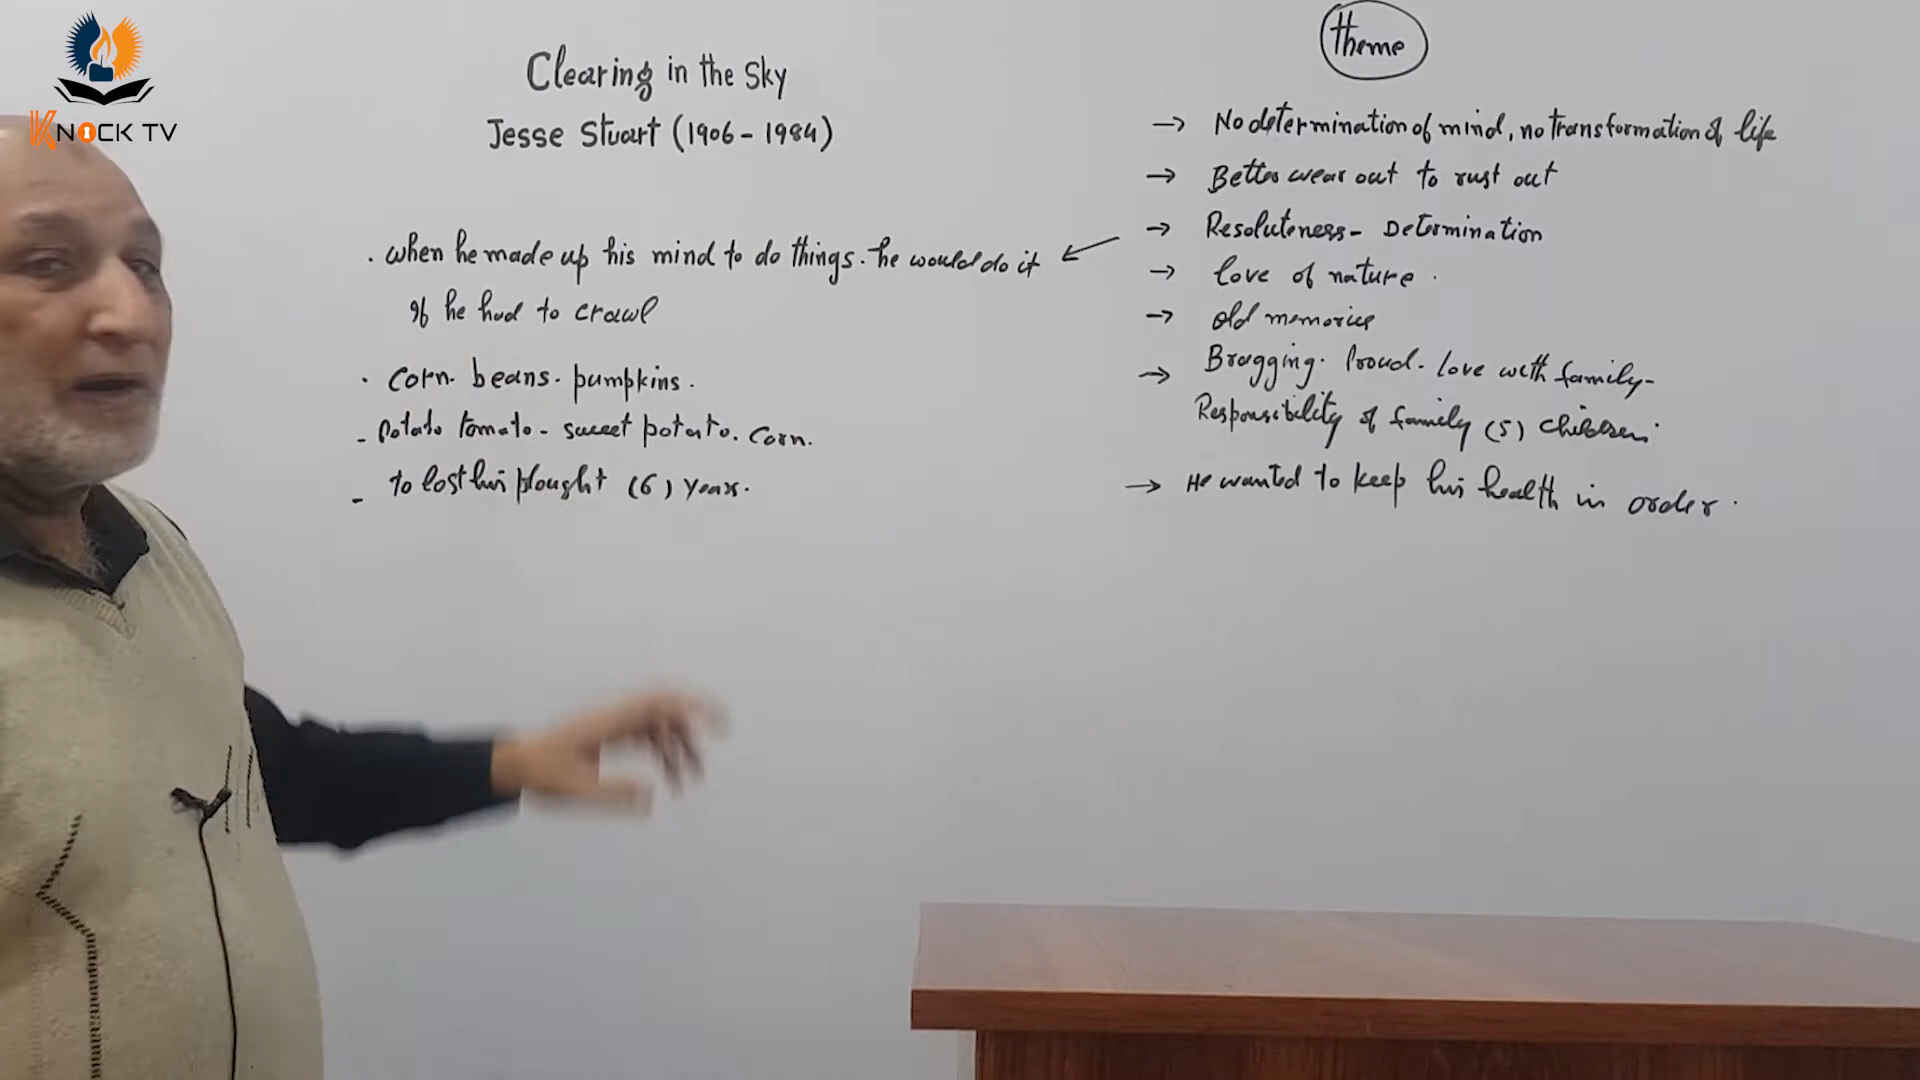 KNOCK TV
Clearing in the Sky
Jesse Stuart (1906 - 1984)
. when he made up his mind to do things. he would do it
if he had to crawl
. Corn. beans. pumpkins.
- Potato tomato - sweet potato. Corn.
- to lost his plought (6) years.
theme
→ No determination of mind, no transformation of life
→ Better wear out to rust out
→ Resoluteness - Determination
→ love of nature.
→ old memories
→ Bragging. Proud. Love with family-
Responsibility of family (5) children.
→ He wanted to keep his health in order.